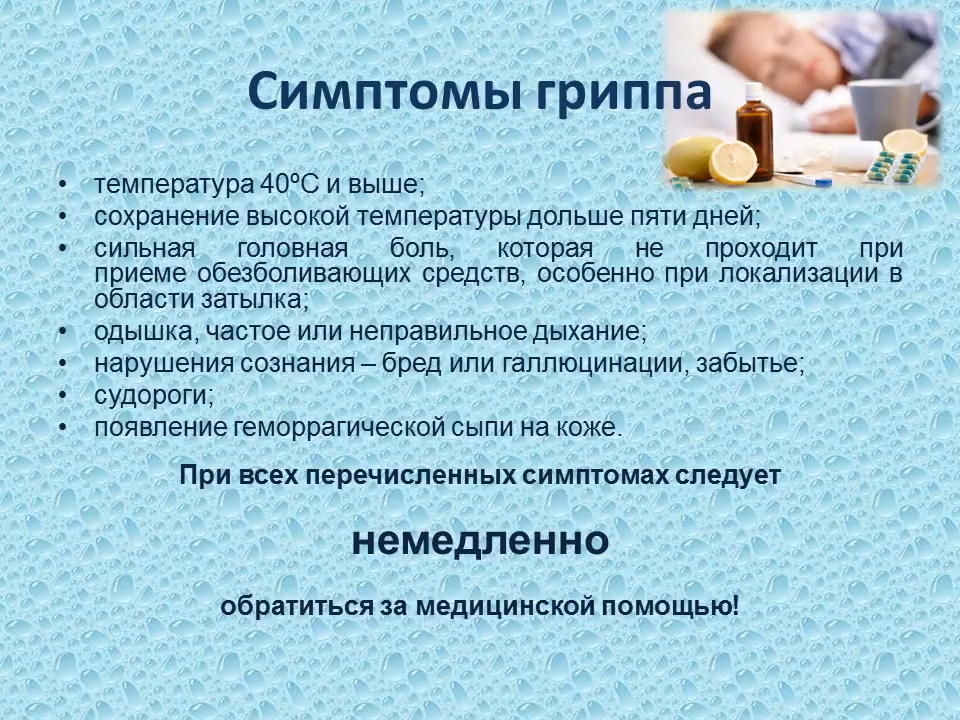 Симптомы гриппа
• температура 40ºС и выше;
• сохранение высокой температуры дольше пяти дней;
• сильная головная боль, которая не проходит при
приеме обезболивающих средств, особенно при локализации в
области затылка;
• одышка, частое или неправильное дыхание;
• нарушения сознания – бред или галлюцинации, забытье;
• судороги;
• появление геморрагической сыпи на коже.
При всех перечисленных симптомах следует
немедленно
обратиться за медицинской помощью!